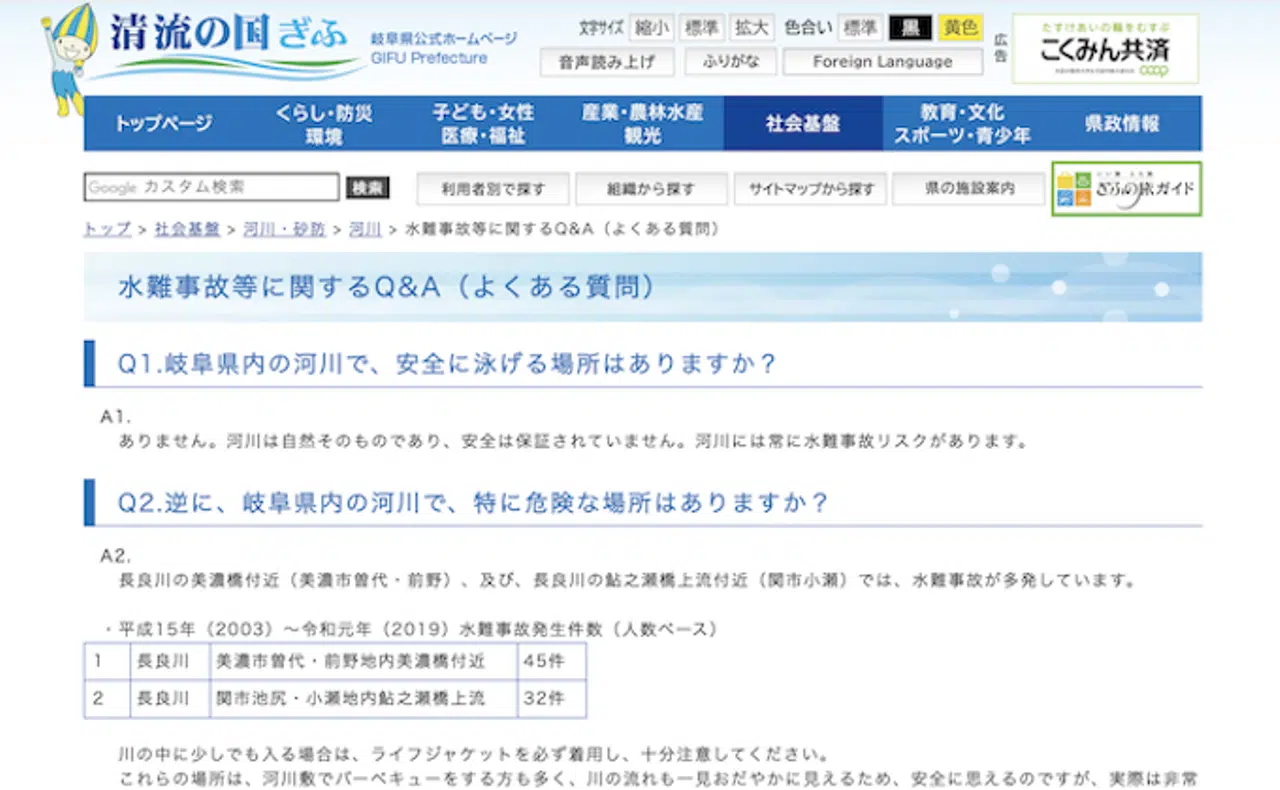 清流の国ぎふ
岐阜県公式ホームページ
GIFU Prefecture
文字サイズ 縮小 標準 拡大 色合い 標準 黒 黄色
音声読み上げ ふりがな Foreign Language
広告
たすけあいの輪をむすぶ
こくみん共済
coop
トップページ
くらし・防災
環境
子ども・女性
医療・福祉
産業・農林水産
観光
社会基盤
教育・文化
スポーツ・青少年
県政情報
Google カスタム検索 検索 利用者別で探す 組織から探す サイトマップから探す 県の施設案内
ぎふの旅ガイド
トップ > 社会基盤 > 河川・砂防 > 河川 > 水難事故等に関するQ&A（よくある質問）
水難事故等に関するQ&A（よくある質問）
Q1.岐阜県内の河川で、安全に泳げる場所はありますか？
A1.
ありません。河川は自然そのものであり、安全は保証されていません。河川には常に水難事故リスクがあります。
Q2.逆に、岐阜県内の河川で、特に危険な場所はありますか？
A2.
長良川の美濃橋付近（美濃市曽代・前野）、及び、長良川の鮎之瀬橋上流付近（関市小瀬）では、水難事故が多発しています。
・平成15年（2003）～令和元年（2019）水難事故発生件数（人数ベース）
1 長良川 美濃市曽代・前野地内美濃橋付近 45件
2 長良川 関市池尻・小瀬地内鮎之瀬橋上流 32件
川の中に少しでも入る場合は、ライフジャケットを必ず着用し、十分注意してください。
これらの場所は、河川敷でバーベキューをする方も多く、川の流れも一見おだやかに見えるため、安全に思えるのですが、実際は非常